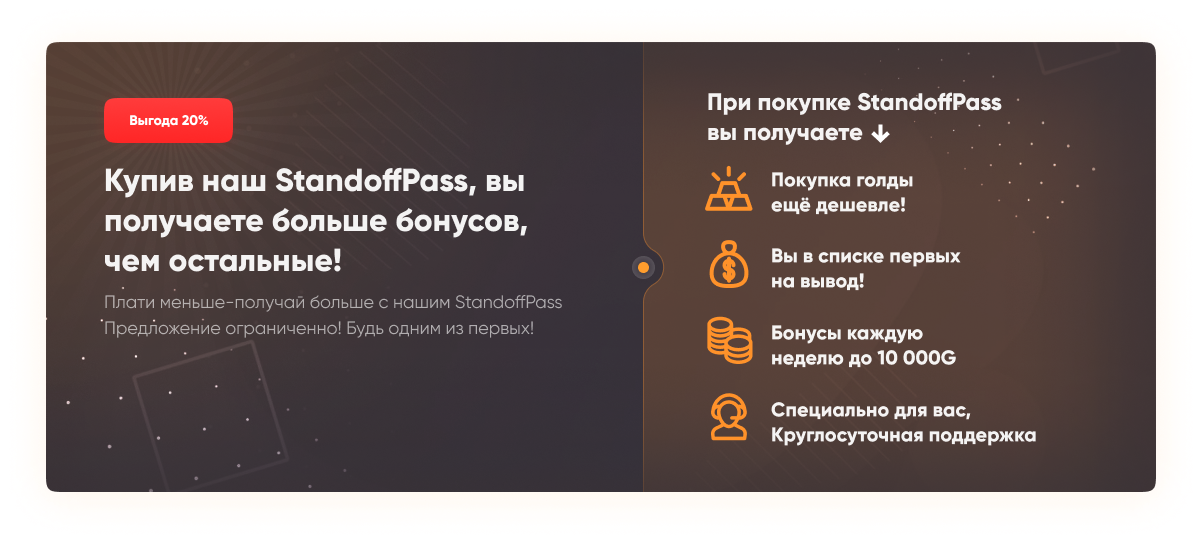 Выгода 20%
Купив наш StandoffPass, вы
получаете больше бонусов,
чем остальные!
Плати меньше-получай больше с нашим StandoffPass
Предложение ограниченно! Будь одним из первых!
При покупке StandoffPass
вы получаете ↓
Покупка голды
ещё дешевле!
Вы в списке первых
на вывод!
Бонусы каждую
неделю до 10 000G
Специально для вас,
Круглосуточная поддержка